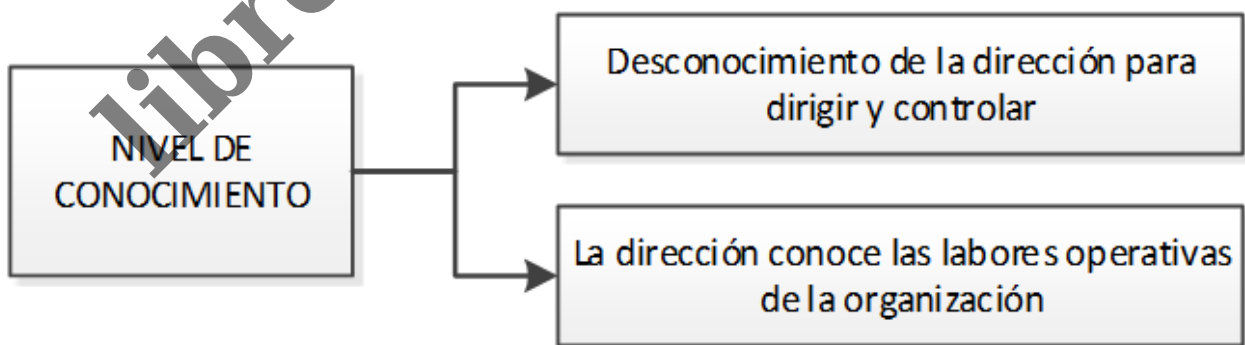 libre
NIVEL DE
CONOCIMIENTO
Desconocimiento de la dirección para
dirigir y controlar
La dirección conoce las labores operativas
de la organización